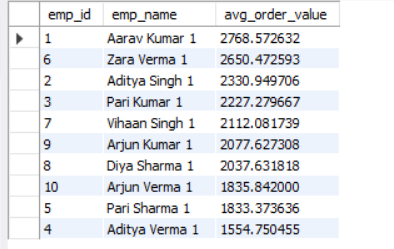 emp_id emp_name avg_order_value
1 Aarav Kumar 1 2768.572632
6 Zara Verma 1 2650.472593
2 Aditya Singh 1 2330.949706
3 Pari Kumar 1 2227.279667
7 Vihaan Singh 1 2112.081739
9 Arjun Kumar 1 2077.627308
8 Diya Sharma 1 2037.631818
10 Arjun Verma 1 1835.842000
5 Pari Sharma 1 1833.373636
4 Aditya Verma 1 1554.750455